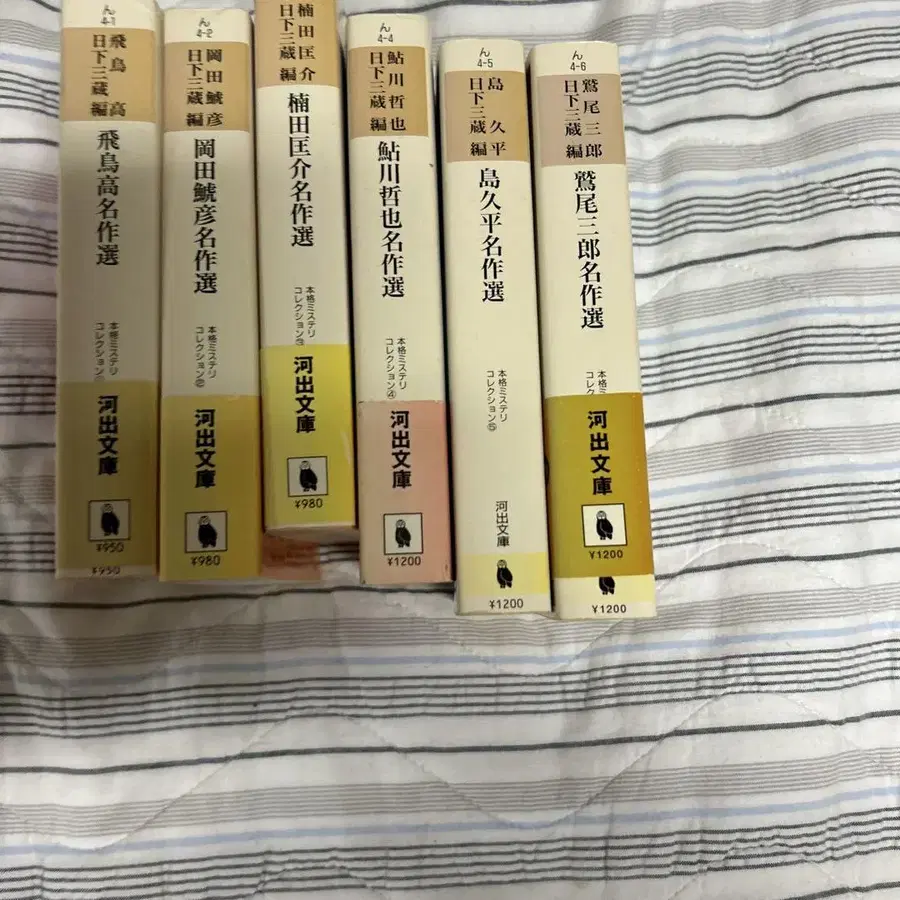 ん
4-1
飛鳥高
日下三蔵編
飛鳥高名作選
本格ミステリ
コレクション
河出文庫
¥950
¥950
ん
4-2
岡田鯱彦
日下三蔵編
岡田鯱彦名作選
本格ミステリ
コレクション②
河出文庫
¥980
楠田匡介
日下三蔵編
楠田匡介名作選
本格ミステリ
コレクション③
河出文庫
¥980
ん
4-4
鮎川哲也
日下三蔵編
鮎川哲也名作選
本格ミステリ
コレクション④
河出文庫
¥1200
ん
4-5
島久平
日下三蔵編
島久平名作選
本格ミステリ
コレクション⑤
河出文庫
¥1200
ん
4-6
鷲尾三郎
日下三蔵編
鷲尾三郎名作選
本格ミステリ
コレク
河出文庫
¥1200
¥1200